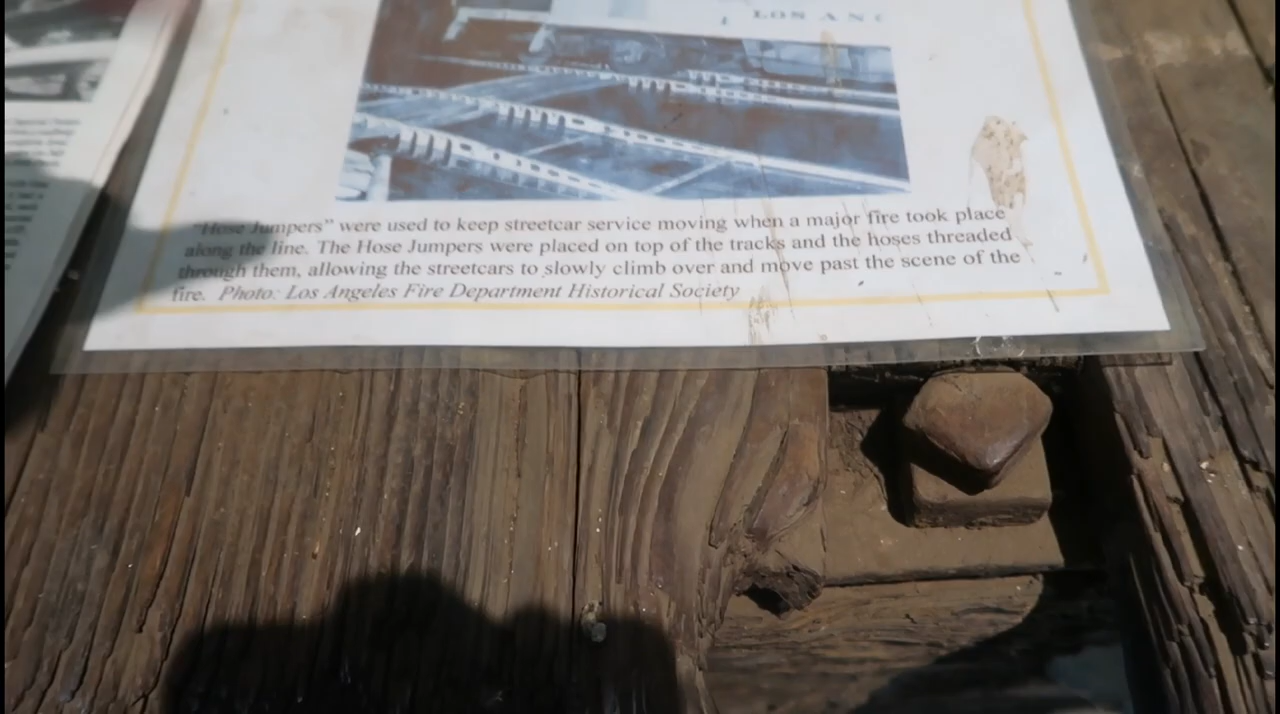 LOS ANG
"Hose Jumpers" were used to keep streetcar service moving when a major fire took place
along the line. The Hose Jumpers were placed on top of the tracks and the hoses threaded
through them, allowing the streetcars to slowly climb over and move past the scene of the
fire. Photo: Los Angeles Fire Department Historical Society